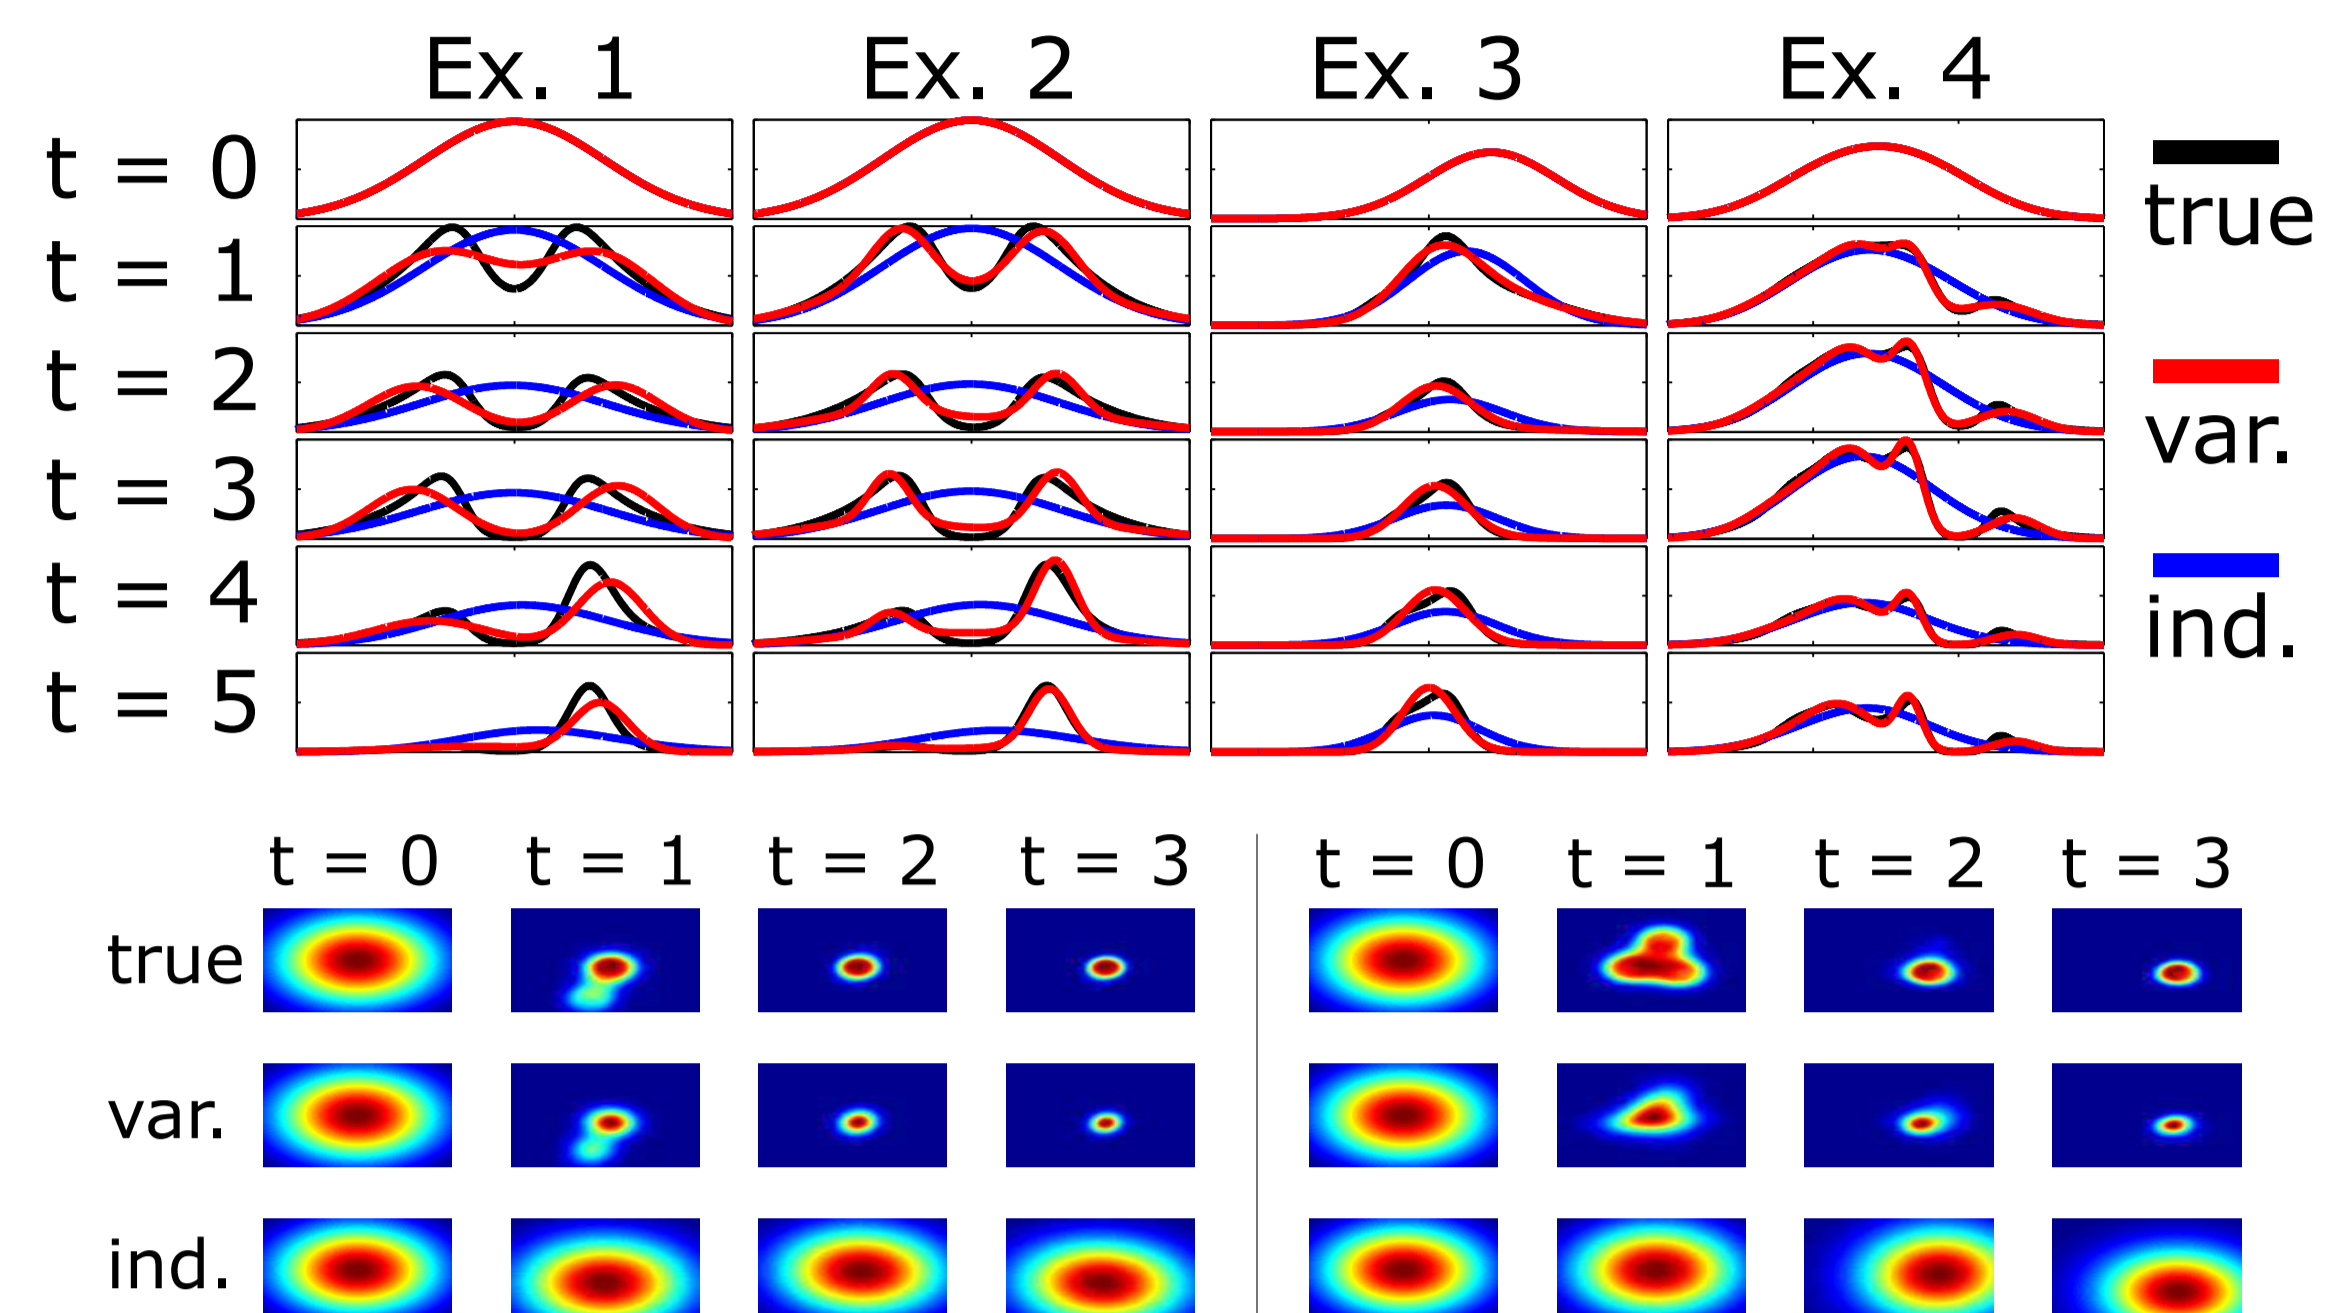 Ex. 1 Ex. 2 Ex. 3 Ex. 4
t = 0
t = 1
t = 2
t = 3
t = 4
t = 5
true
var.
ind.
t = 0 t = 1 t = 2 t = 3 t = 0 t = 1 t = 2 t = 3
true
var.
ind.